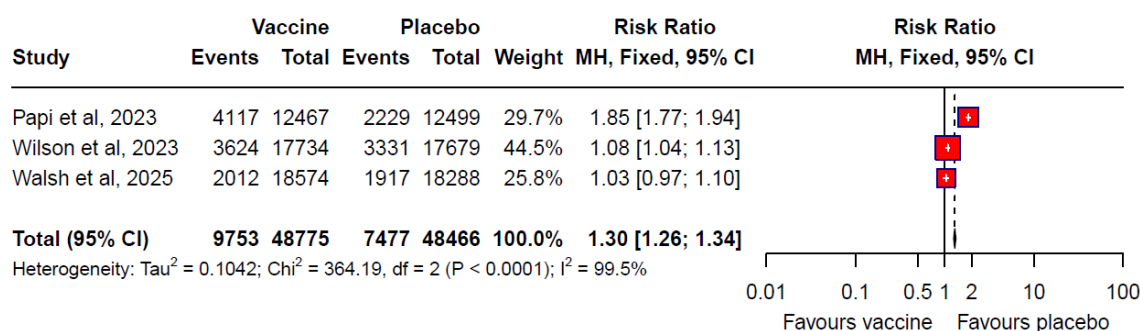 Vaccine Placebo Risk Ratio Risk Ratio
Study Events Total Events Total Weight MH, Fixed, 95% CI MH, Fixed, 95% CI
Papi et al, 2023 4117 12467 2229 12499 29.7% 1.85 [1.77; 1.94]
Wilson et al, 2023 3624 17734 3331 17679 44.5% 1.08 [1.04; 1.13]
Walsh et al, 2025 2012 18574 1917 18288 25.8% 1.03 [0.97; 1.10]
Total (95% CI) 9753 48775 7477 48466 100.0% 1.30 [1.26; 1.34]
Heterogeneity: Tau² = 0.1042; Chi² = 364.19, df = 2 (P < 0.0001); I² = 99.5%
0.01 0.1 0.5 1 2 10 100
Favours vaccine Favours placebo